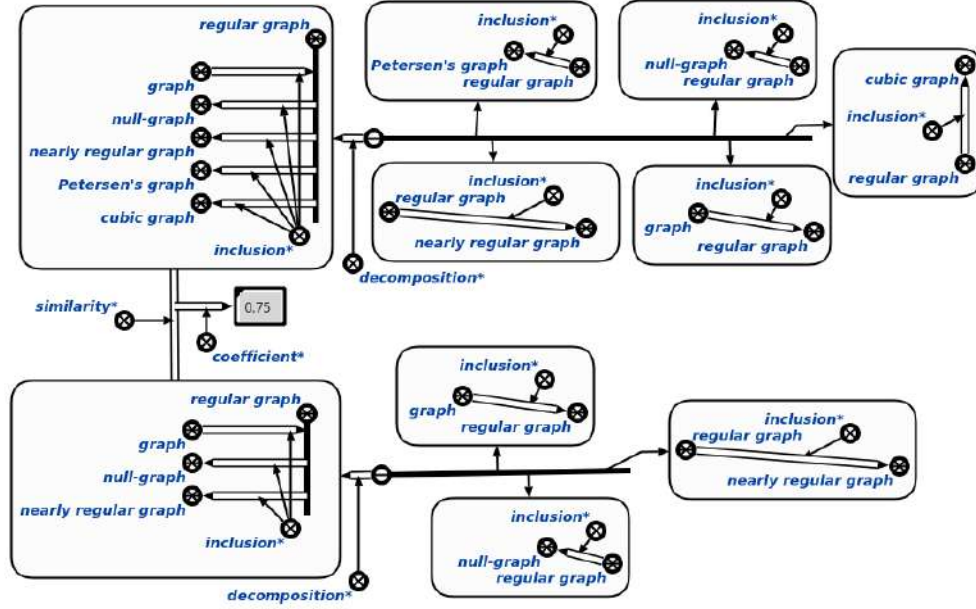 regular graph
graph
null-graph
nearly regular graph
Petersen's graph
cubic graph
inclusion*
inclusion*
Petersen's graph
regular graph
inclusion*
null-graph
regular graph
cubic graph
inclusion*
regular graph
inclusion*
regular graph
nearly regular graph
inclusion*
graph
regular graph
decomposition*
similarity*
0.75
coefficient*
regular graph
graph
null-graph
nearly regular graph
inclusion*
inclusion*
graph
regular graph
inclusion*
regular graph
nearly regular graph
inclusion*
null-graph
regular graph
decomposition*